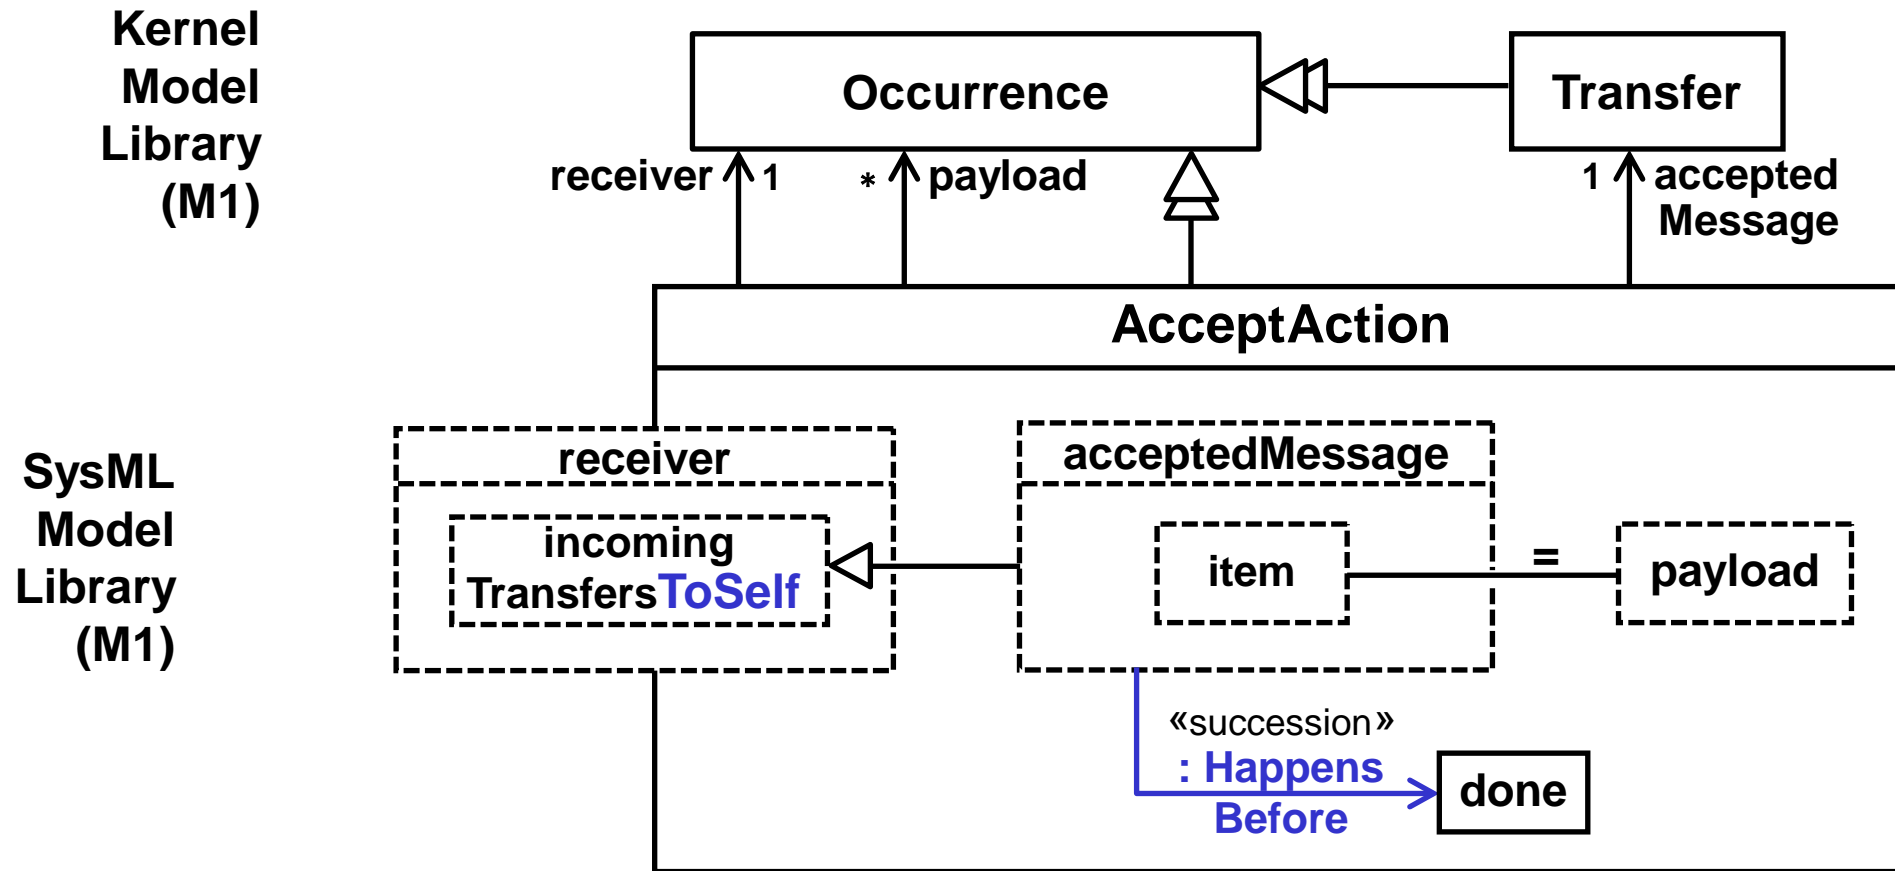 Kernel
Model
Library
(M1)
Occurrence
Transfer
receiver 1
* payload
1 accepted
Message
AcceptAction
SysML
Model
Library
(M1)
receiver
incoming
TransfersToSelf
acceptedMessage
item
=
payload
«succession»
: Happens
Before
done